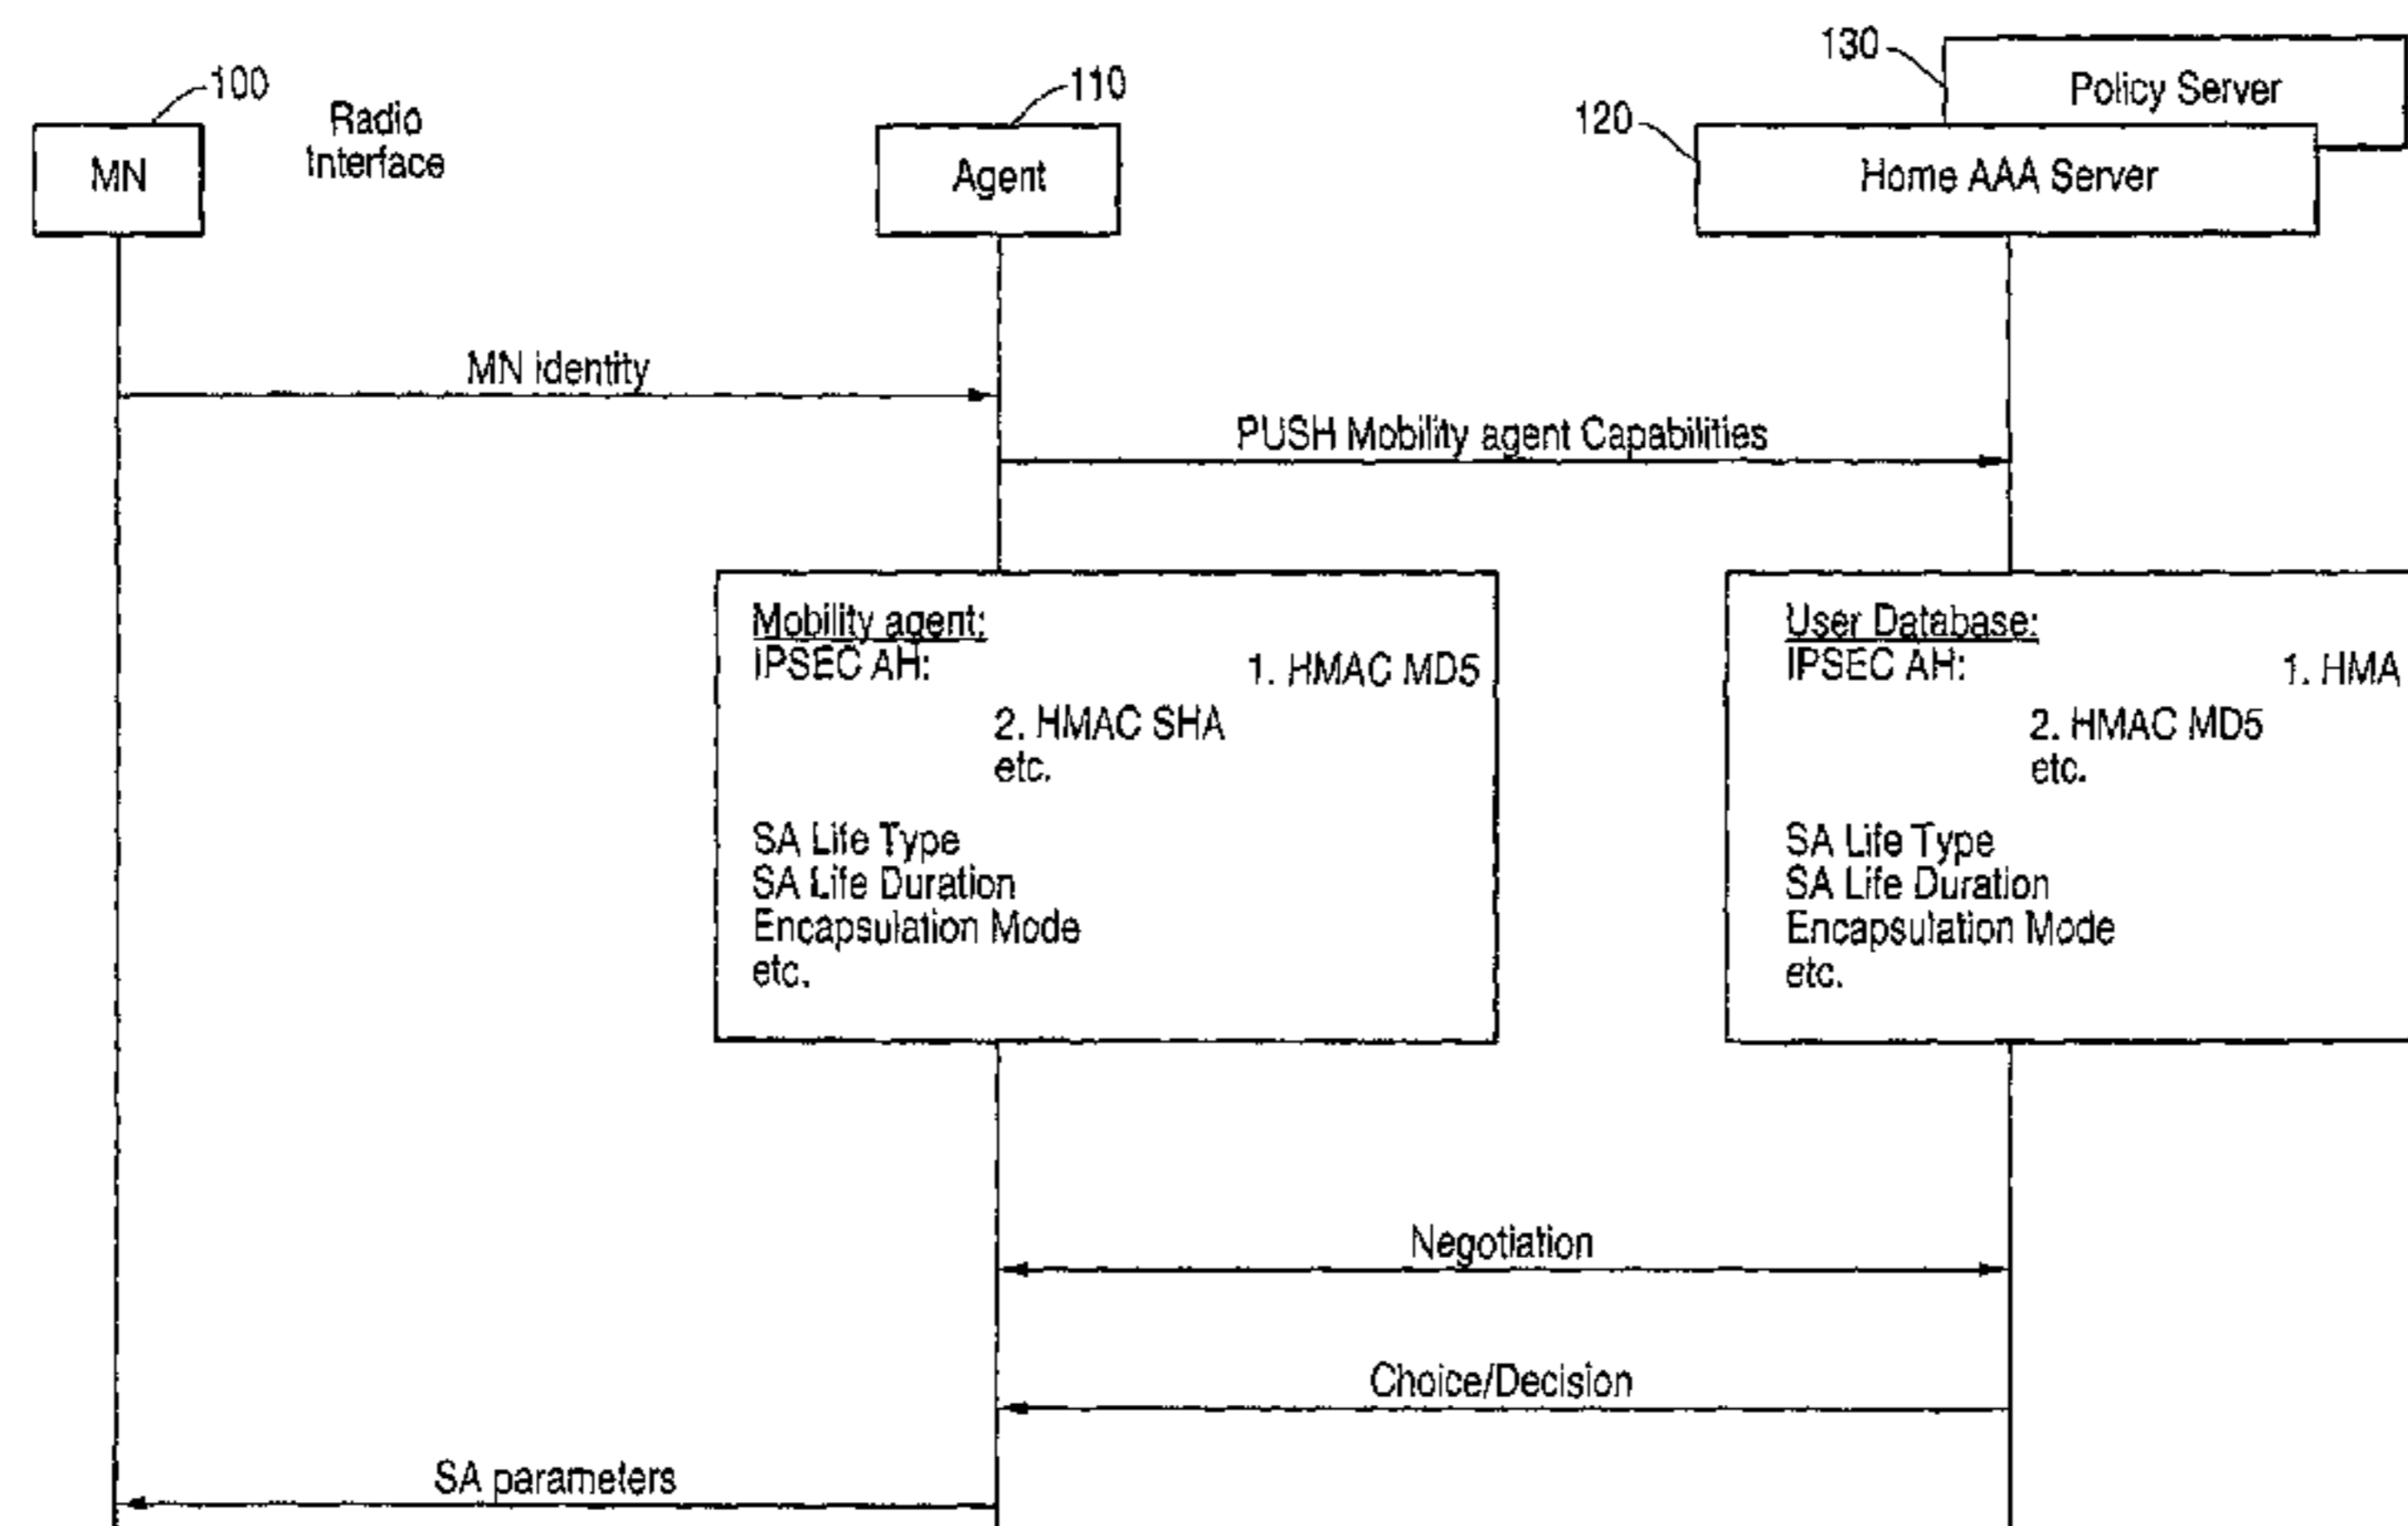 100
Radio
Interface
MN
110
Agent
130
Policy Server
120
Home AAA Server
MN identity
PUSH Mobility agent Capabilities
Mobility agent:
IPSEC AH:
1. HMAC MD5
2. HMAC SHA
etc.
SA Life Type
SA Life Duration
Encapsulation Mode
etc.
User Database:
IPSEC AH:
1. HMA
2. HMAC MD5
etc.
SA Life Type
SA Life Duration
Encapsulation Mode
etc.
Negotiation
Choice/Decision
SA parameters